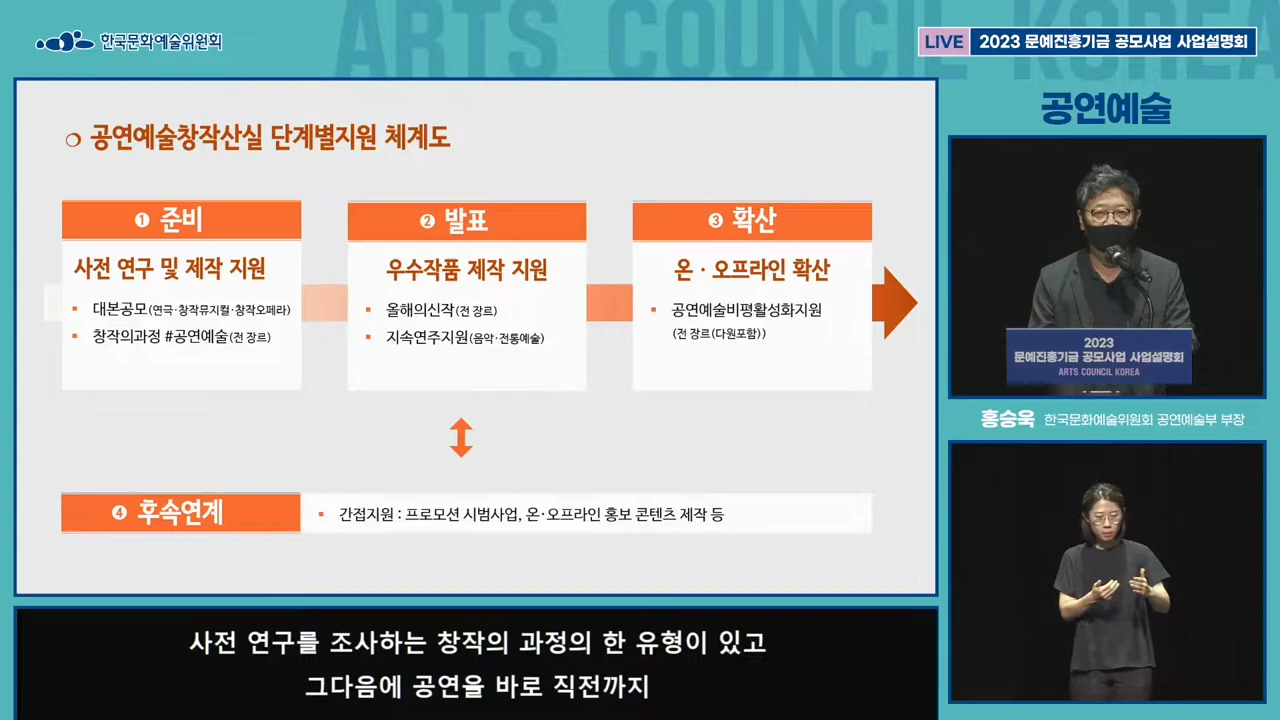 ARTS COUNCIL KOREA
한국문화예술위원회
LIVE 2023 문예진흥기금 공모사업 사업설명회
공연예술
❍ 공연예술창작산실 단계별지원 체계도
❶ 준비
사전 연구 및 제작 지원
▪ 대본공모(연극·창작뮤지컬·창작오페라)
▪ 창작의과정 #공연예술(전 장르)
❷ 발표
우수작품 제작 지원
▪ 올해의신작(전 장르)
▪ 지속연주지원(음악·전통예술)
❸ 확산
온 · 오프라인 확산
▪ 공연예술비평활성화지원
(전 장르(다원포함))
❹ 후속연계
▪ 간접지원 : 프로모션 시범사업, 온·오프라인 홍보 콘텐츠 제작 등
2023
문예진흥기금 공모사업 사업설명회
ARTS COUNCIL KOREA
홍승욱 한국문화예술위원회 공연예술부 부장
사전 연구를 조사하는 창작의 과정의 한 유형이 있고
그다음에 공연을 바로 직전까지